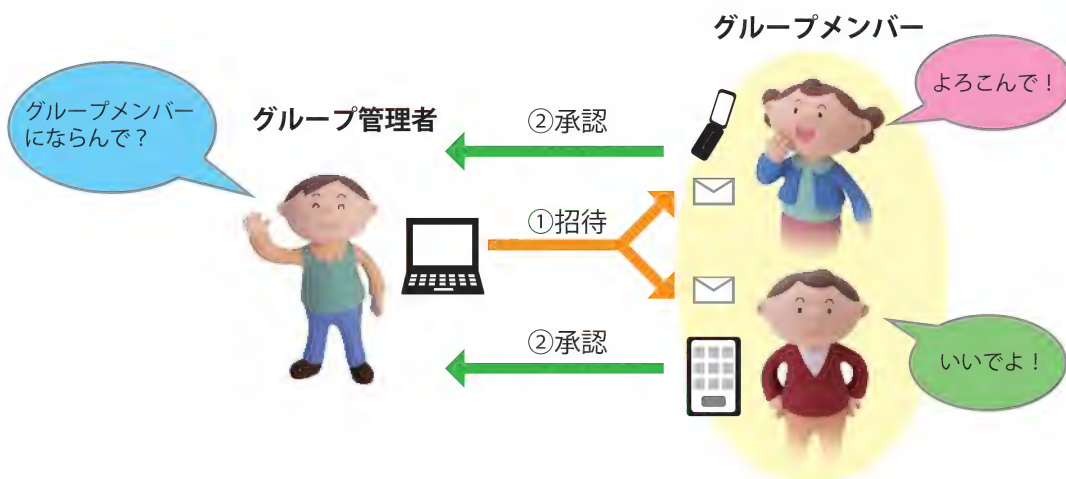 グループメンバー
グループメンバー
にならんで？
グループ管理者
よろこんで！
②承認
①招待
②承認
いいでよ！